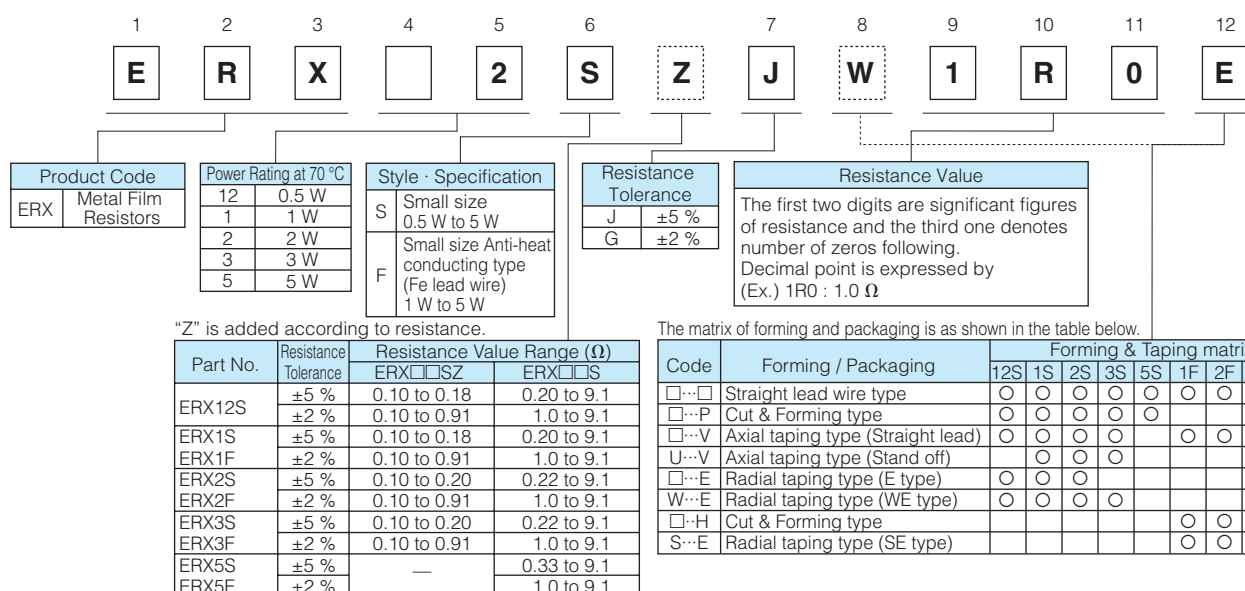 1 2 3 4 5 6 7 8 9 10 11 12
E R X 2 S Z J W 1 R 0 E
Product Code
ERX Metal Film Resistors
Power Rating at 70 °C
12 0.5 W
1 1 W
2 2 W
3 3 W
5 5 W
Style · Specification
S Small size
0.5 W to 5 W
F Small size Anti-heat
conducting type
(Fe lead wire)
1 W to 5 W
Resistance
Tolerance
J ±5 %
G ±2 %
Resistance Value
The first two digits are significant figures
of resistance and the third one denotes
number of zeros following.
Decimal point is expressed by
(Ex.) 1R0 : 1.0 Ω
"Z" is added according to resistance.
Part No. Resistance Tolerance Resistance Value Range (Ω)
ERX□□SZ ERX□□S
ERX12S ±5 % 0.10 to 0.18 0.20 to 9.1
±2 % 0.10 to 0.91 1.0 to 9.1
ERX1S ±5 % 0.10 to 0.18 0.20 to 9.1
ERX1F ±2 % 0.10 to 0.91 1.0 to 9.1
ERX2S ±5 % 0.10 to 0.20 0.22 to 9.1
ERX2F ±2 % 0.10 to 0.91 1.0 to 9.1
ERX3S ±5 % 0.10 to 0.20 0.22 to 9.1
ERX3F ±2 % 0.10 to 0.91 1.0 to 9.1
ERX5S ±5 % — 0.33 to 9.1
ERX5F ±2 % 1.0 to 9.1
The matrix of forming and packaging is as shown in the table below.
Code Forming / Packaging Forming & Taping matri
12S 1S 2S 3S 5S 1F 2F
□···□ Straight lead wire type ○ ○ ○ ○ ○ ○ ○
□···P Cut & Forming type ○ ○ ○ ○ ○
□···V Axial taping type (Straight lead) ○ ○ ○ ○ ○ ○
U···V Axial taping type (Stand off) ○ ○ ○
□···E Radial taping type (E type) ○ ○ ○
W···E Radial taping type (WE type) ○ ○ ○ ○
□··H Cut & Forming type ○ ○
S···E Radial taping type (SE type) ○ ○